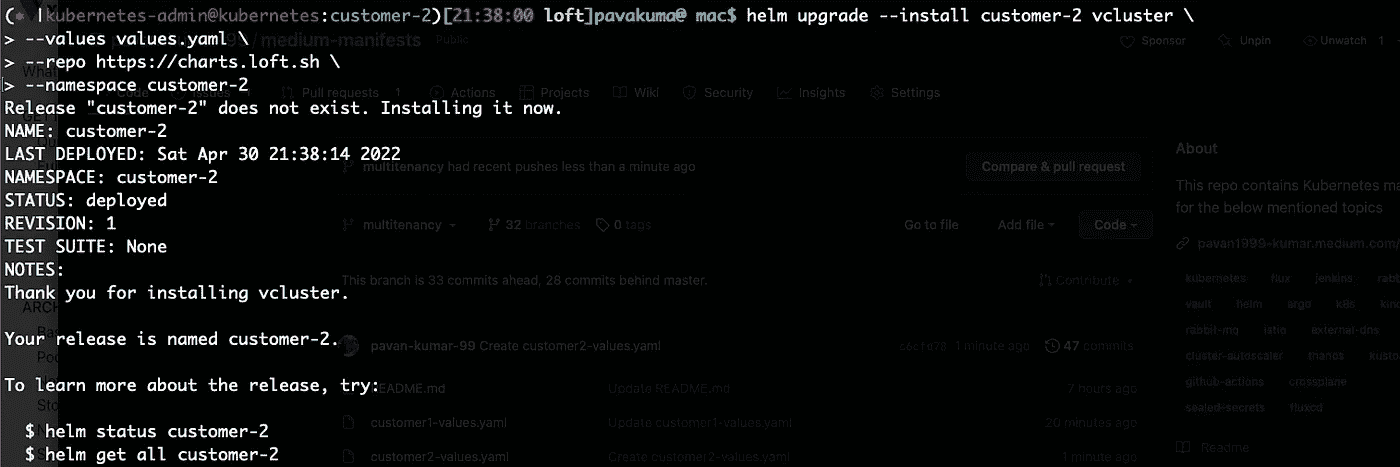 (* |kubernetes-admin@kubernetes:customer-2)[21:38:00 loft]pavakuma@ mac$ helm upgrade --install customer-2 vcluster \
> --values values.yaml \
> --repo https://charts.loft.sh \
> --namespace customer-2
Release "customer-2" does not exist. Installing it now.
NAME: customer-2
LAST DEPLOYED: Sat Apr 30 21:38:14 2022
NAMESPACE: customer-2
STATUS: deployed
REVISION: 1
TEST SUITE: None
NOTES:
Thank you for installing vcluster.
Your release is named customer-2.
To learn more about the release, try:
$ helm status customer-2
$ helm get all customer-2
/ medium-manifests Public
Sponsor Unpin Unwatch 1
Code Issues Pull requests 1 Actions Projects Wiki Security Insights Settings
multitenancy had recent pushes less than a minute ago Compare & pull request
multitenancy 32 branches 0 tags Go to file Add file Code
This branch is 33 commits ahead, 28 commits behind master. Contribute
pavan-kumar-99 Create customer2-values.yaml 1 minute ago 47 commits
README.md Update README.md 7 hours ago
customer1-values.yaml Update customer1-values.yaml 20 minutes ago
customer2-values.yaml Create customer2-values.yaml 1 minute ago
About
This repo contains Kubernetes
for the below mentioned topics
pavan1999-kumar.medium.com/
kubernetes flux jenkins
vault helm argo k8s
rabbit-mq istio external-dns
cluster-autoscaler thanos
github-actions crossplane
sealed-secrets fluxcd
Readme